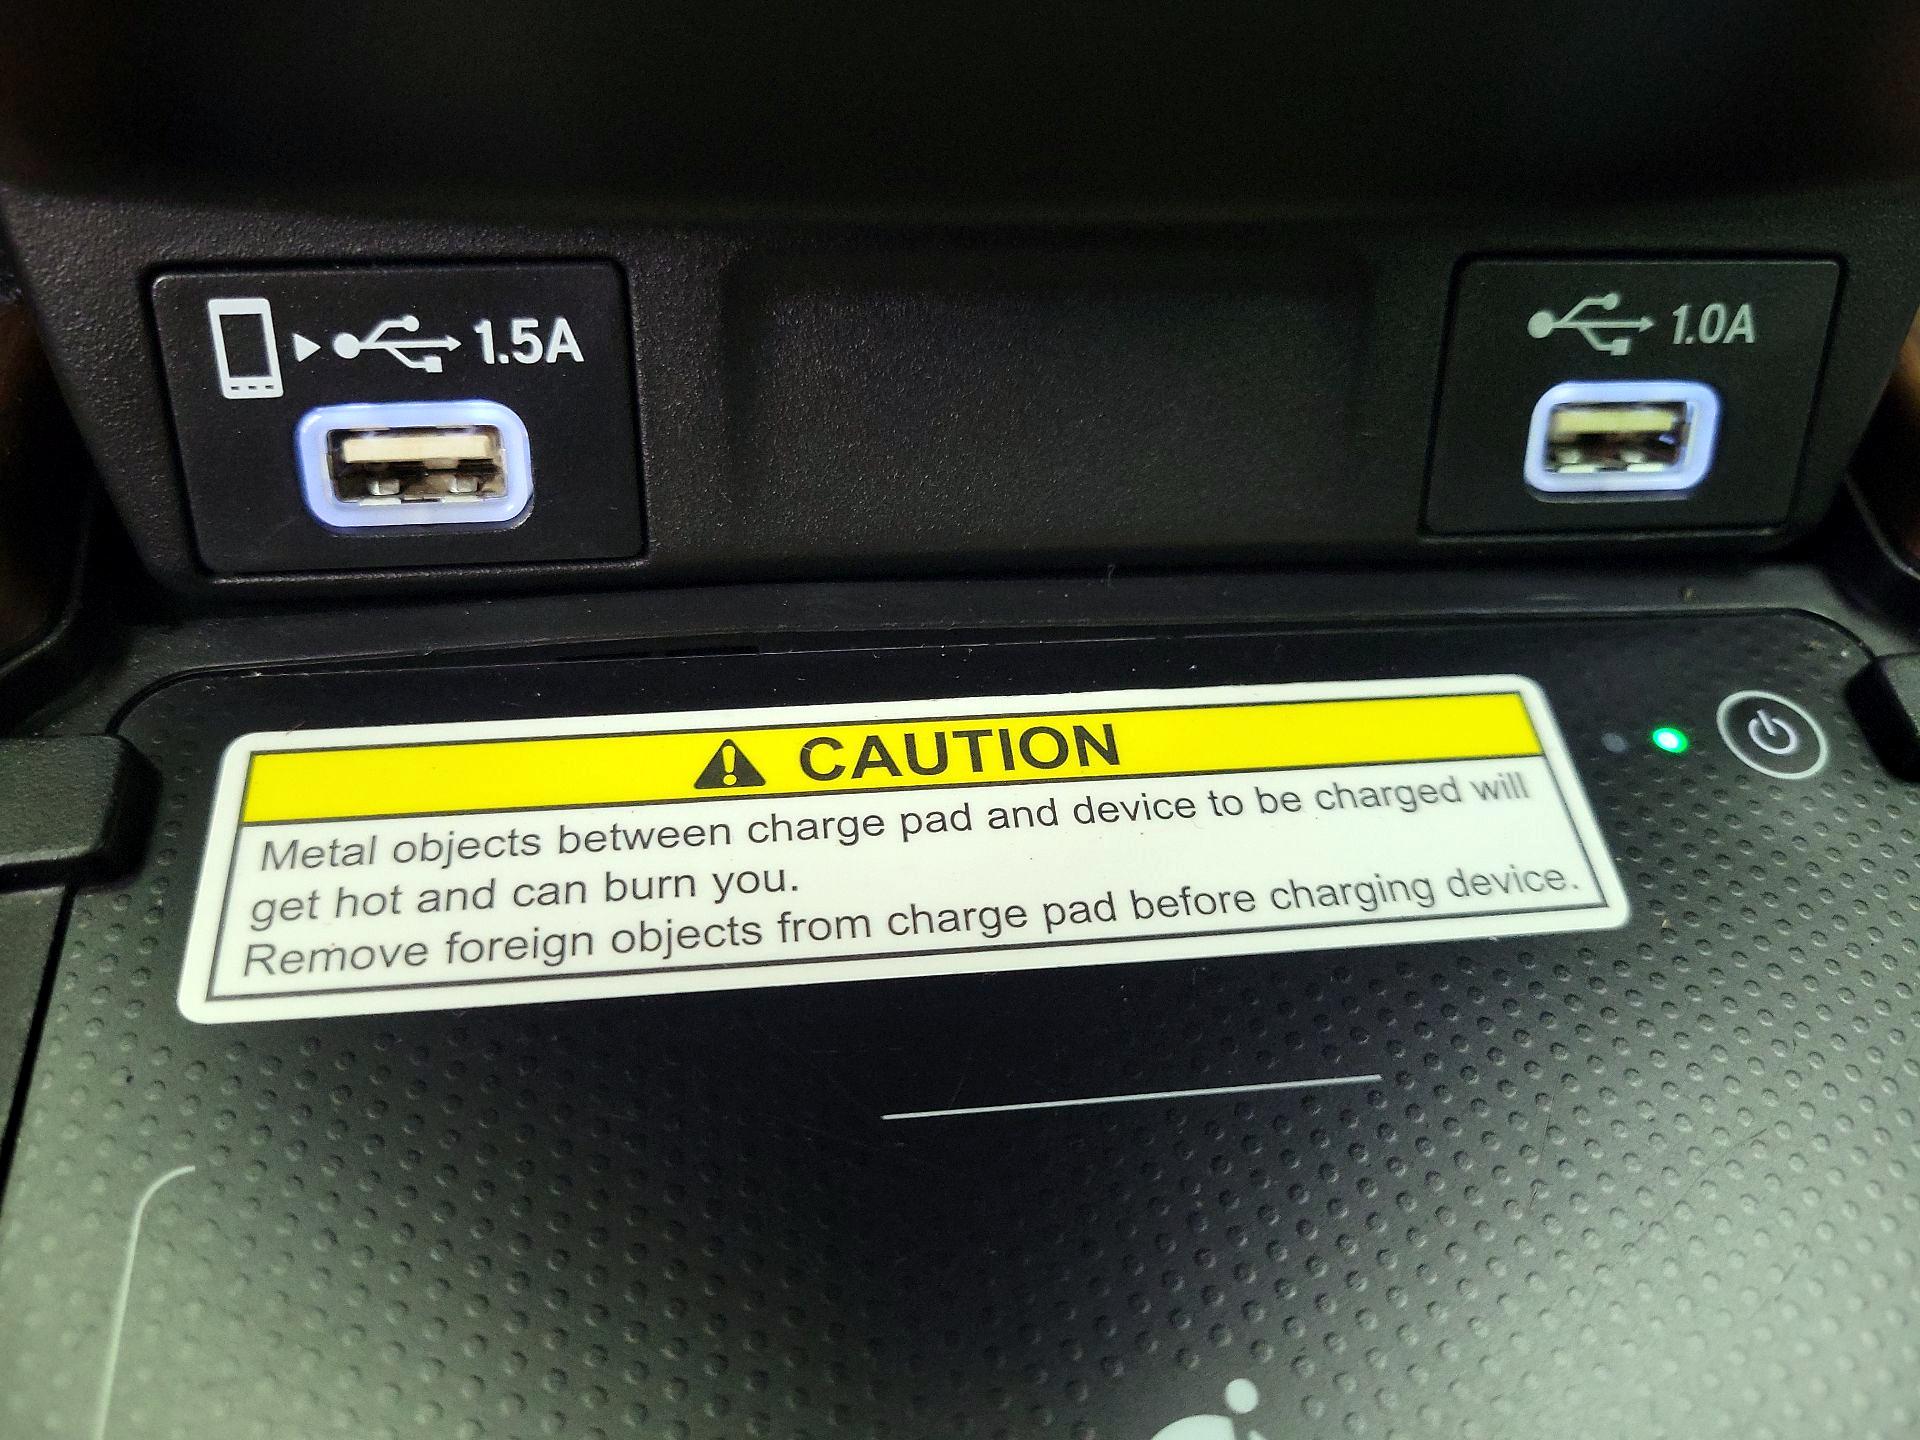 1.5A
1.0A
CAUTION
Metal objects between charge pad and device to be charged will
get hot and can burn you.
Remove foreign objects from charge pad before charging device.